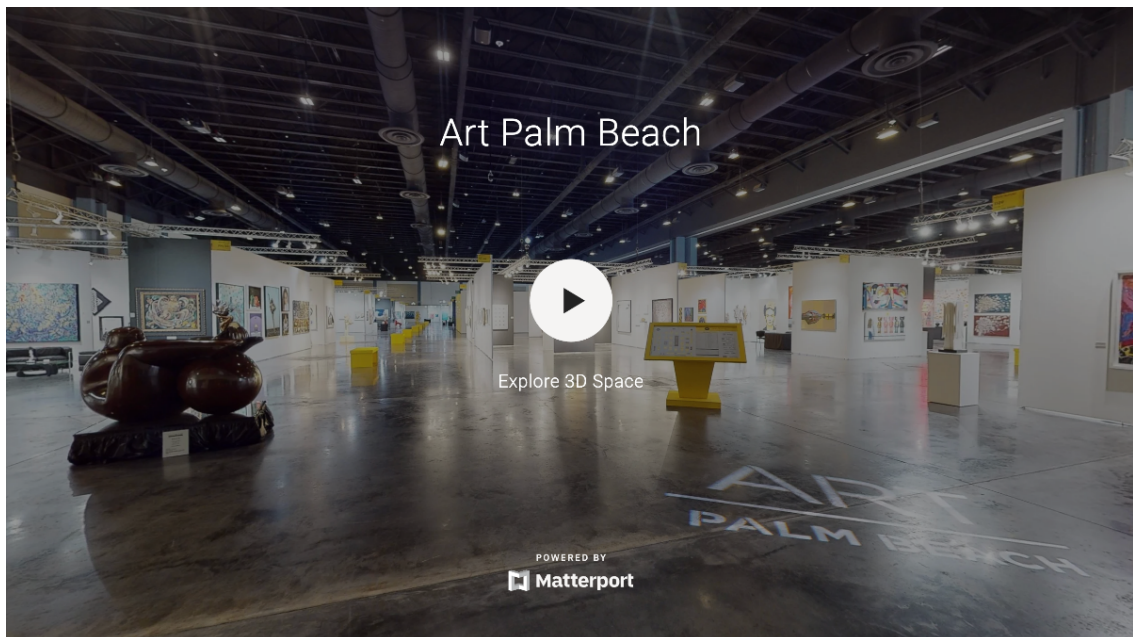 Art Palm Beach
Explore 3D Space
ART
PALM BEACH
POWERED BY
Matterport